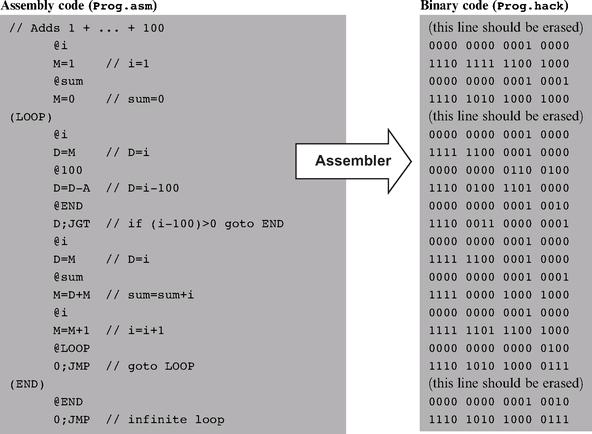 Assembly code (Prog.asm)
// Adds 1 + ... + 100
@i
M=1 // i=1
@sum
M=0 // sum=0
(LOOP)
@i
D=M // D=i
@100
D=D-A // D=i-100
@END
D;JGT // if (i-100)>0 goto END
@i
D=M // D=i
@sum
M=D+M // sum=sum+i
@i
M=M+1 // i=i+1
@LOOP
0;JMP // goto LOOP
(END)
@END
0;JMP // infinite loop
Assembler
Binary code (Prog.hack)
(this line should be erased)
0000 0000 0001 0000
1110 1111 1100 1000
0000 0000 0001 0001
1110 1010 1000 1000
(this line should be erased)
0000 0000 0001 0000
1111 1100 0001 0000
0000 0000 0110 0100
1110 0100 1101 0000
0000 0000 0001 0010
1110 0011 0000 0001
0000 0000 0001 0000
1111 1100 0001 0000
0000 0000 0001 0001
1111 0000 1000 1000
0000 0000 0001 0000
1111 1101 1100 1000
0000 0000 0000 0100
1110 1010 1000 0111
(this line should be erased)
0000 0000 0001 0010
1110 1010 1000 0111